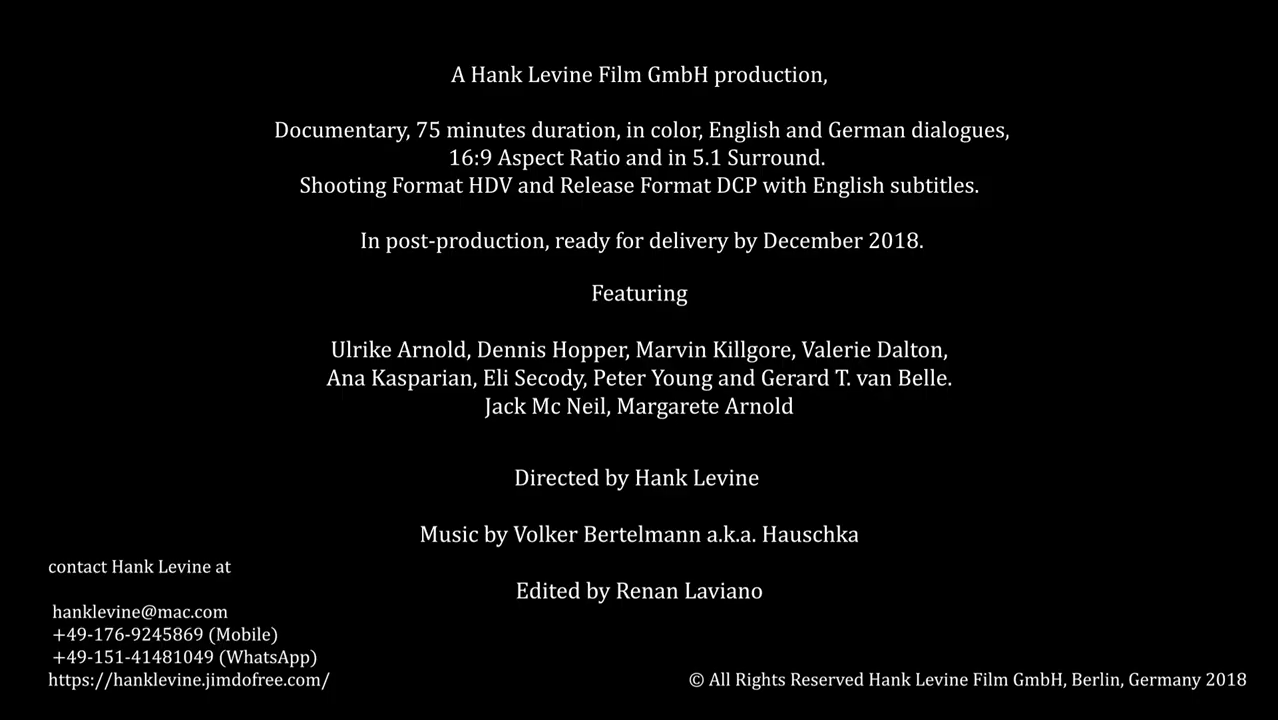 A Hank Levine Film GmbH production,
Documentary, 75 minutes duration, in color, English and German dialogues,
16:9 Aspect Ratio and in 5.1 Surround.
Shooting Format HDV and Release Format DCP with English subtitles.
In post-production, ready for delivery by December 2018.
Featuring
Ulrike Arnold, Dennis Hopper, Marvin Killgore, Valerie Dalton,
Ana Kasparian, Eli Secody, Peter Young and Gerard T. van Belle.
Jack Mc Neil, Margarete Arnold
Directed by Hank Levine
Music by Volker Bertelmann a.k.a. Hauschka
Edited by Renan Laviano
contact Hank Levine at
hanklevine@mac.com
+49-176-9245869 (Mobile)
+49-151-41481049 (WhatsApp)
https://hanklevine.jimdofree.com/
© All Rights Reserved Hank Levine Film GmbH, Berlin, Germany 2018